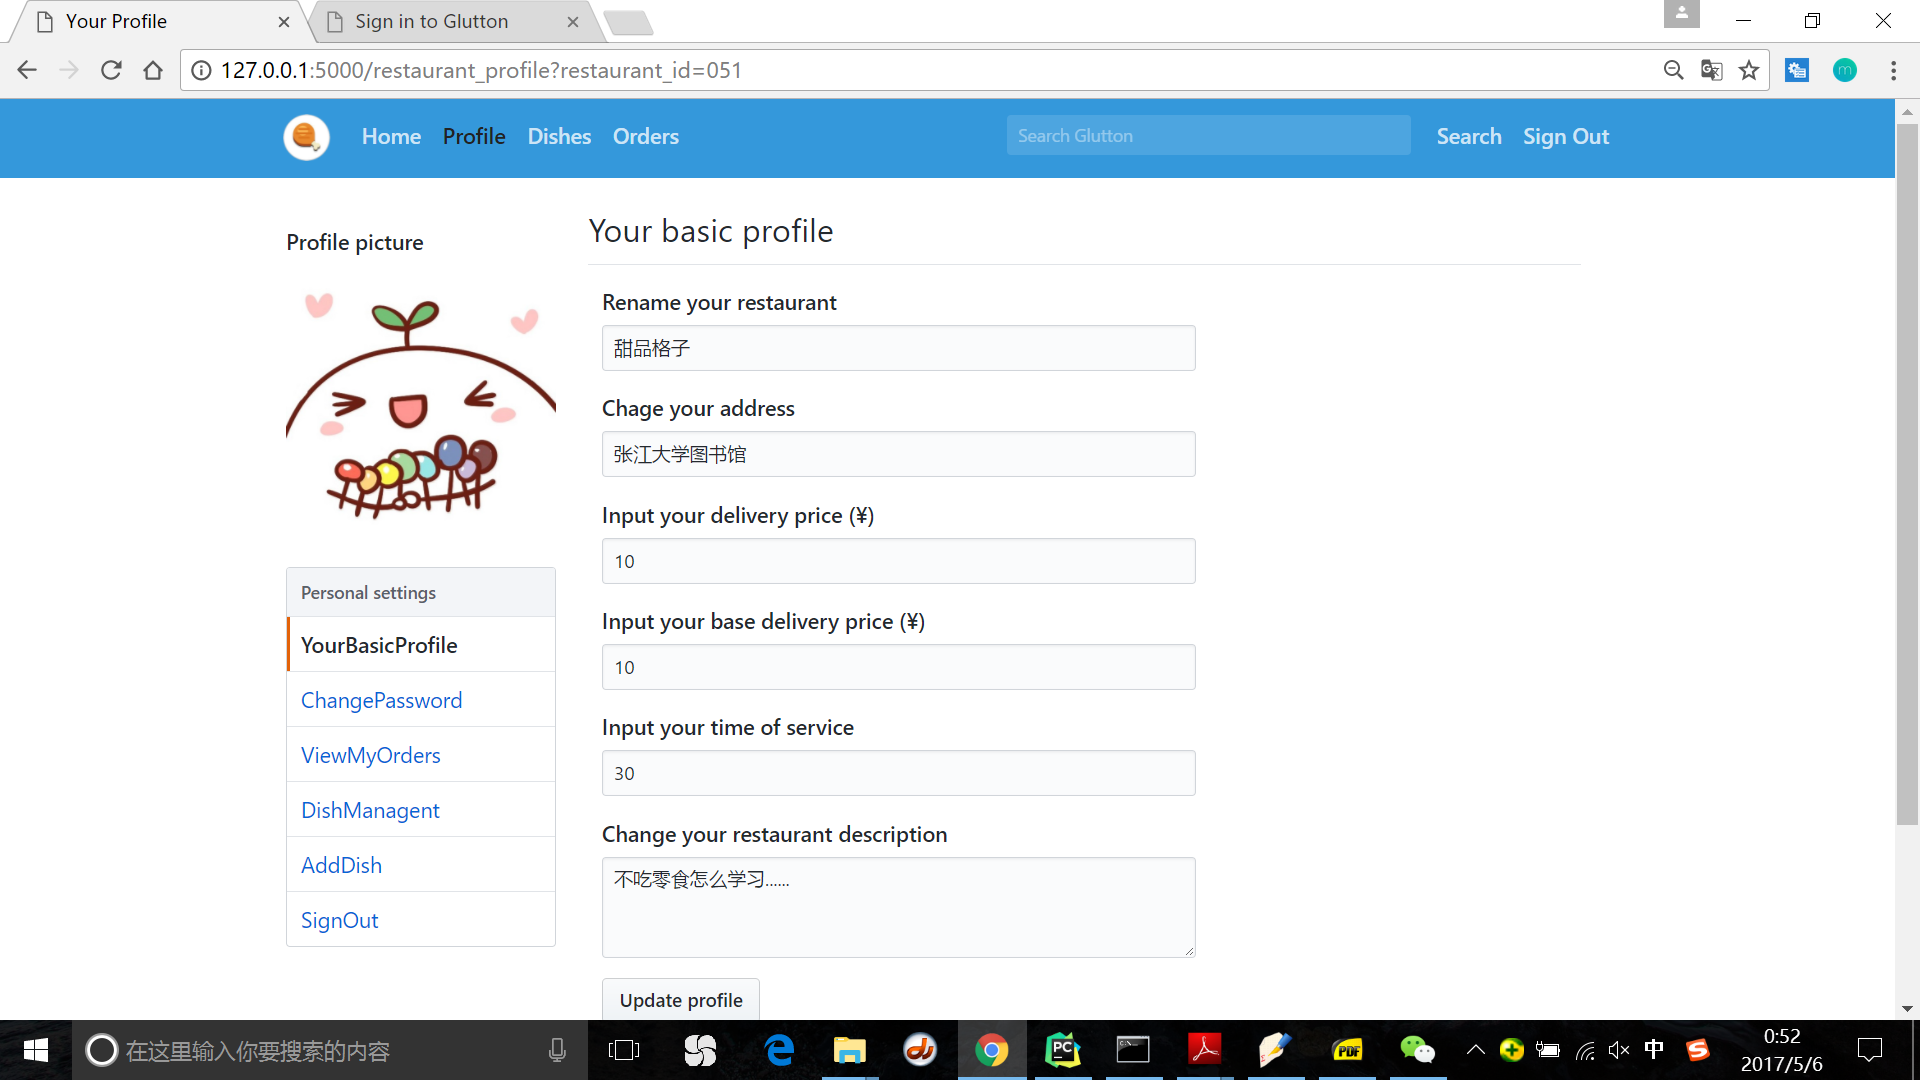 Your Profile
Sign in to Glutton
127.0.0.1:5000/restaurant_profile?restaurant_id=051
m
Home Profile Dishes Orders
Search Glutton
Search Sign Out
Profile picture
Personal settings
YourBasicProfile
ChangePassword
ViewMyOrders
DishManagent
AddDish
SignOut
Your basic profile
Rename your restaurant
甜品格子
Chage your address
张江大学图书馆
Input your delivery price (¥)
10
Input your base delivery price (¥)
10
Input your time of service
30
Change your restaurant description
不吃零食怎么学习......
Update profile
在这里输入你要搜索的内容
PC
PDF
中
S
0:52
2017/5/6